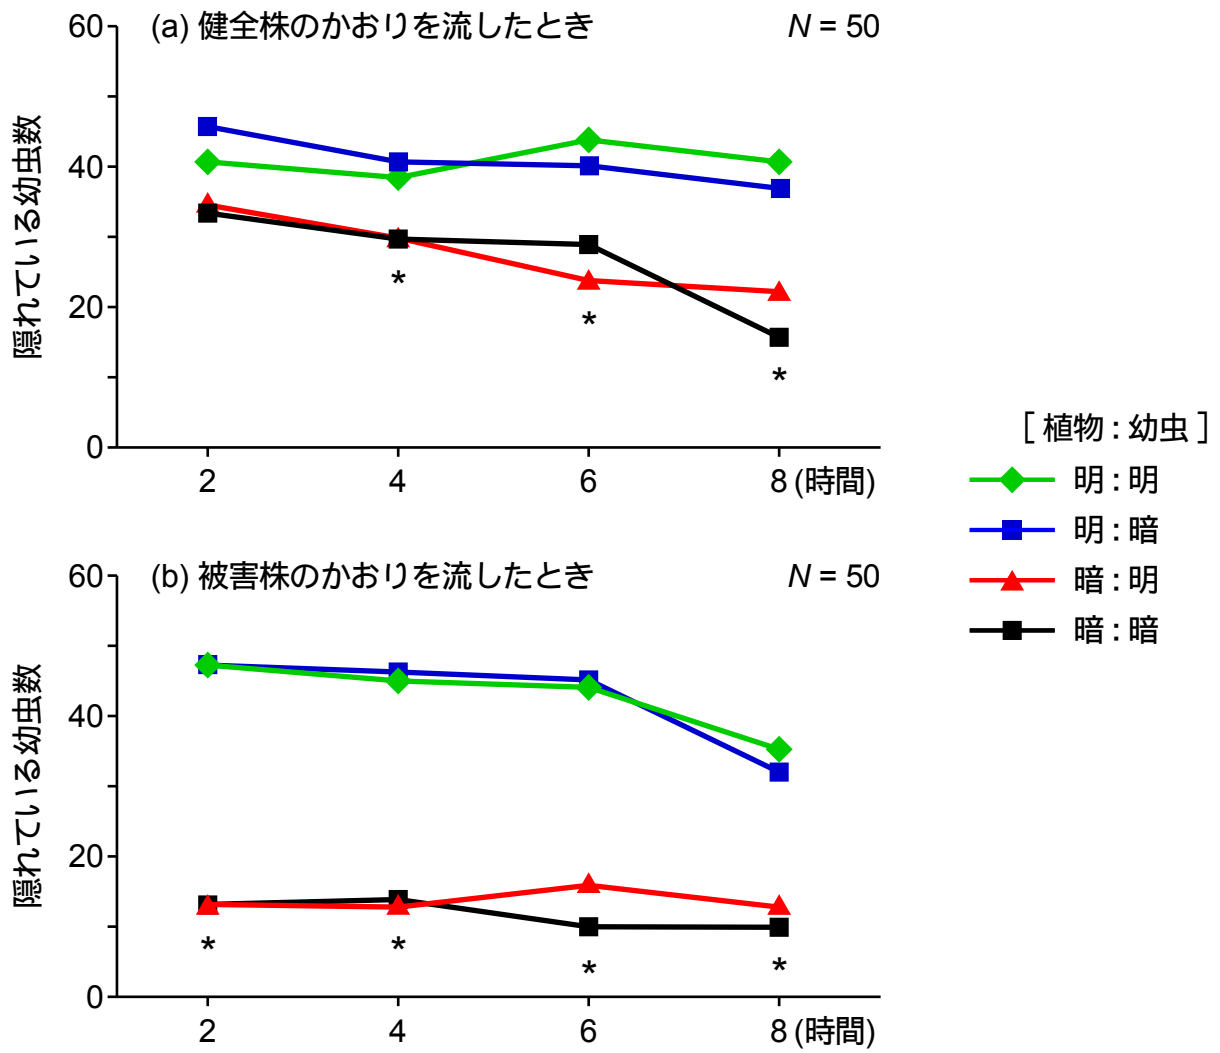 (a) 健全株のかおりを流したとき N = 50
隠れている幼虫数
60
40
20
0
2 4 6 8 (時間)
*
*
*
[ 植物 : 幼虫 ]
明 : 明
明 : 暗
暗 : 明
暗 : 暗
(b) 被害株のかおりを流したとき N = 50
隠れている幼虫数
60
40
20
0
* * * *
2 4 6 8 (時間)